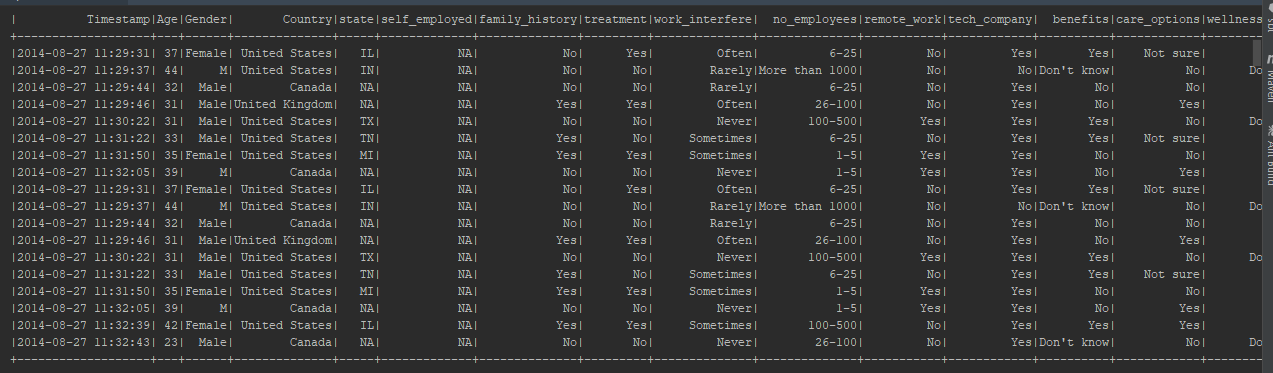 |          Timestamp|Age|Gender|       Country|state|self_employed|family_history|treatment|work_interfere|  no_employees|remote_work|tech_company|  benefits|care_options|wellness
+-------------------+---+------+--------------+-----+-------------+--------------+---------+--------------+--------------+-----------+------------+----------+------------+--------
|2014-08-27 11:29:31| 37|Female| United States|   IL|           NA|            No|      Yes|         Often|          6-25|         No|         Yes|       Yes|    Not sure|
|2014-08-27 11:29:37| 44|     M| United States|   IN|           NA|            No|       No|        Rarely|More than 1000|         No|          No|Don't know|          No|      Do
|2014-08-27 11:29:44| 32|  Male|        Canada|   NA|           NA|            No|       No|        Rarely|          6-25|         No|         Yes|        No|          No|
|2014-08-27 11:29:46| 31|  Male|United Kingdom|   NA|           NA|           Yes|      Yes|         Often|        26-100|         No|         Yes|        No|         Yes|
|2014-08-27 11:30:22| 31|  Male| United States|   TX|           NA|            No|       No|         Never|       100-500|        Yes|         Yes|       Yes|          No|      Do
|2014-08-27 11:31:22| 33|  Male| United States|   TN|           NA|           Yes|       No|     Sometimes|          6-25|         No|         Yes|       Yes|    Not sure|
|2014-08-27 11:31:50| 35|Female| United States|   MI|           NA|           Yes|      Yes|     Sometimes|           1-5|        Yes|         Yes|        No|          No|
|2014-08-27 11:32:05| 39|     M|        Canada|   NA|           NA|            No|       No|         Never|           1-5|        Yes|         Yes|        No|         Yes|
|2014-08-27 11:29:31| 37|Female| United States|   IL|           NA|            No|      Yes|         Often|          6-25|         No|         Yes|       Yes|    Not sure|
|2014-08-27 11:29:37| 44|     M| United States|   IN|           NA|            No|       No|        Rarely|More than 1000|         No|          No|Don't know|          No|      Do
|2014-08-27 11:29:44| 32|  Male|        Canada|   NA|           NA|            No|       No|        Rarely|          6-25|         No|         Yes|        No|          No|
|2014-08-27 11:29:46| 31|  Male|United Kingdom|   NA|           NA|           Yes|      Yes|         Often|        26-100|         No|         Yes|        No|         Yes|
|2014-08-27 11:30:22| 31|  Male| United States|   TX|           NA|            No|       No|         Never|       100-500|        Yes|         Yes|       Yes|          No|      Do
|2014-08-27 11:31:22| 33|  Male| United States|   TN|           NA|           Yes|       No|     Sometimes|          6-25|         No|         Yes|       Yes|    Not sure|
|2014-08-27 11:31:50| 35|Female| United States|   MI|           NA|           Yes|      Yes|     Sometimes|           1-5|        Yes|         Yes|        No|          No|
|2014-08-27 11:32:05| 39|     M|        Canada|   NA|           NA|            No|       No|         Never|           1-5|        Yes|         Yes|        No|         Yes|
|2014-08-27 11:32:39| 42|Female| United States|   IL|           NA|           Yes|      Yes|     Sometimes|       100-500|         No|         Yes|       Yes|         Yes|
|2014-08-27 11:32:43| 23|  Male|        Canada|   NA|           NA|            No|       No|         Never|        26-100|         No|         Yes|Don't know|          No|      Do
+-------------------+---+------+--------------+-----+-------------+--------------+---------+--------------+--------------+-----------+------------+----------+------------+--------
Maven
Ant Build